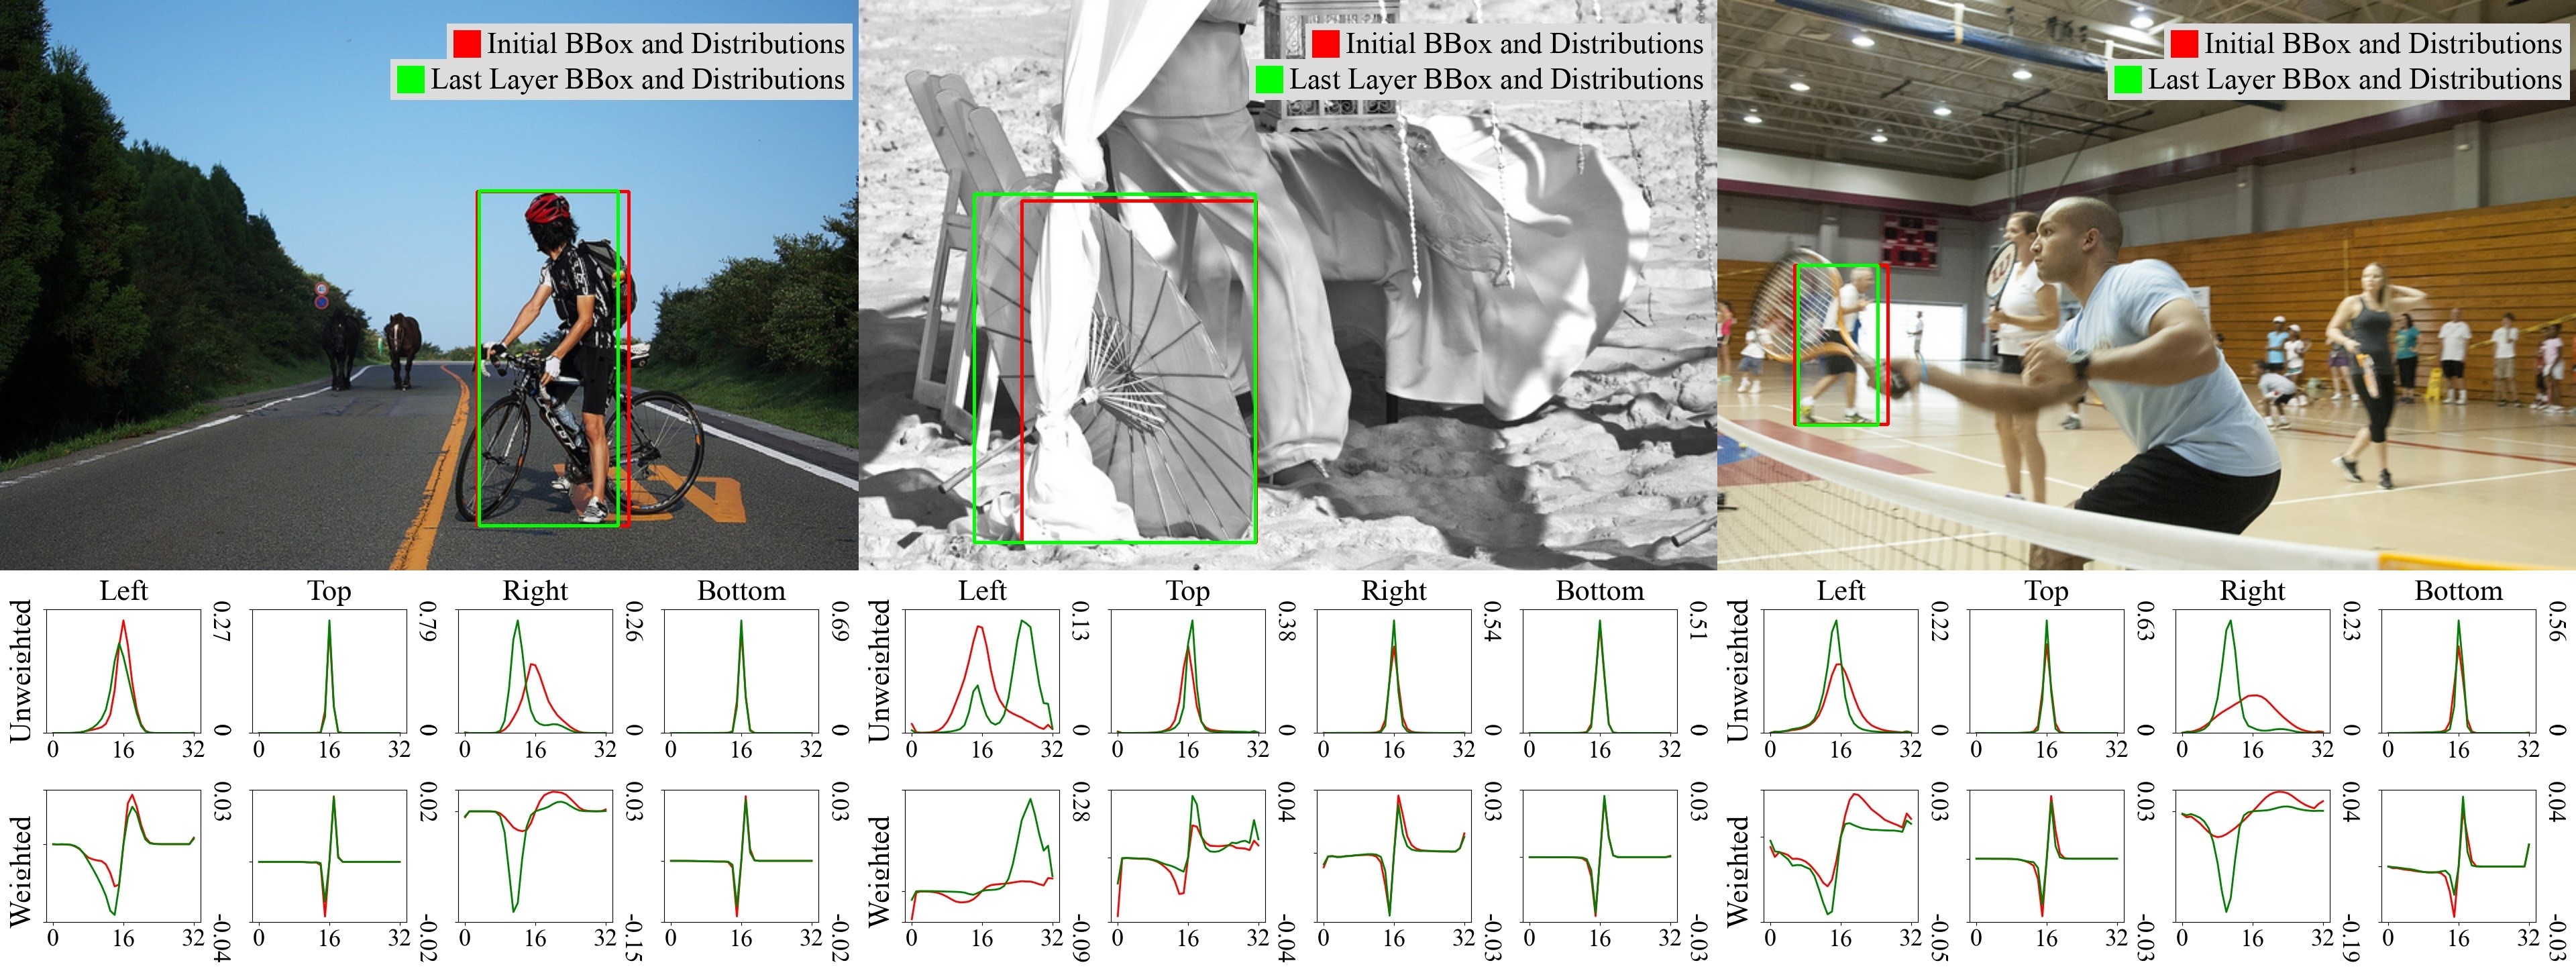 Initial BBox and Distributions
Last Layer BBox and Distributions
Initial BBox and Distributions
Last Layer BBox and Distributions
Initial BBox and Distributions
Last Layer BBox and Distributions
Left Top Right Bottom Left Top Right Bottom Left Top Right Bottom
Unweighted 0.27 0 0.79 0 0.26 0 0.69 0
0 16 32 0 16 32 0 16 32 0 16 32
Unweighted 0.13 0 0.38 0 0.54 0 0.51 0
0 16 32 0 16 32 0 16 32 0 16 32
Unweighted 0.22 0 0.63 0 0.23 0 0.56 0
0 16 32 0 16 32 0 16 32 0 16 32
Weighted 0.03 -0.04 0.02 -0.02 0.03 -0.15 0.03 -0.02
0 16 32 0 16 32 0 16 32 0 16 32
Weighted 0.28 -0.09 0.04 -0.04 0.03 -0.03 0.03 -0.03
0 16 32 0 16 32 0 16 32 0 16 32
Weighted 0.03 -0.05 0.03 -0.03 0.04 -0.19 0.04 -0.03
0 16 32 0 16 32 0 16 32 0 16 32